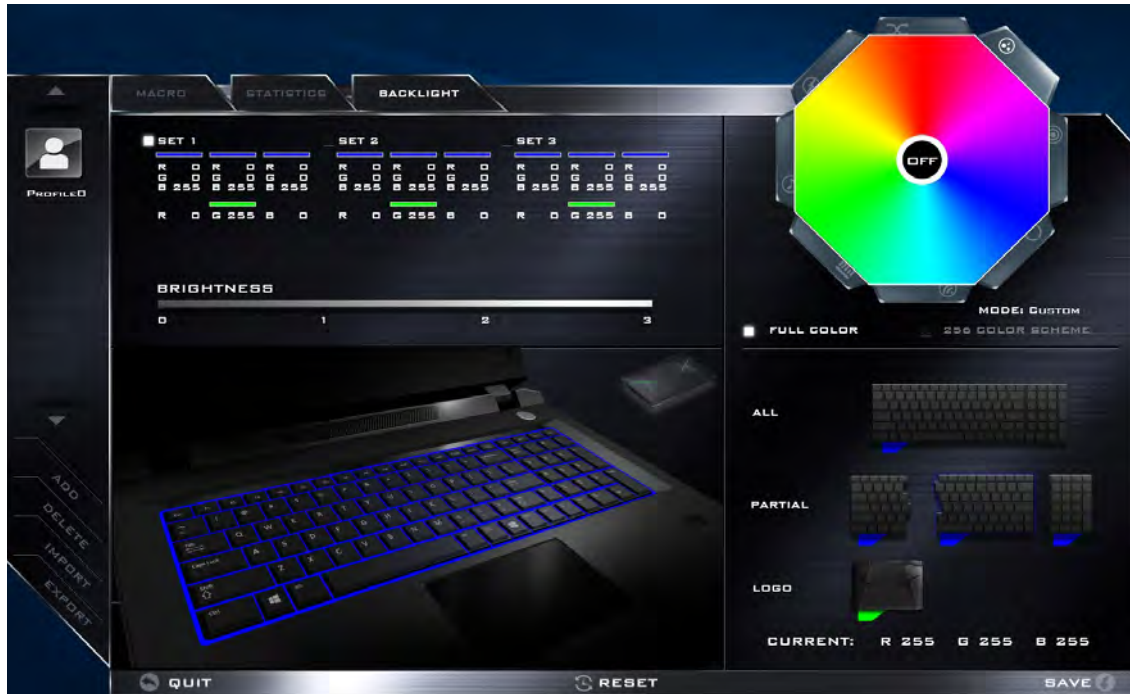 MACRO STATISTICS BACKLIGHT
PROFILE0
ADD
DELETE
IMPORT
EXPORT
SET 1 SET 2 SET 3
R 0 R 0 R 0 R 0 R 0 R 0 R 0 R 0 R 0
G 0 G 0 G 0 G 0 G 0 G 0 G 0 G 0 G 0
B 255 B 255 B 255 B 255 B 255 B 255 B 255 B 255 B 255
R 0 G 255 B 0 R 0 G 255 B 0 R 0 G 255 B 0
BRIGHTNESS
0 1 2 3
OFF
MODE: CUSTOM
FULL COLOR 256 COLOR SCHEME
ALL
PARTIAL
LOGO
CURRENT: R 255 G 255 B 255
QUIT RESET SAVE